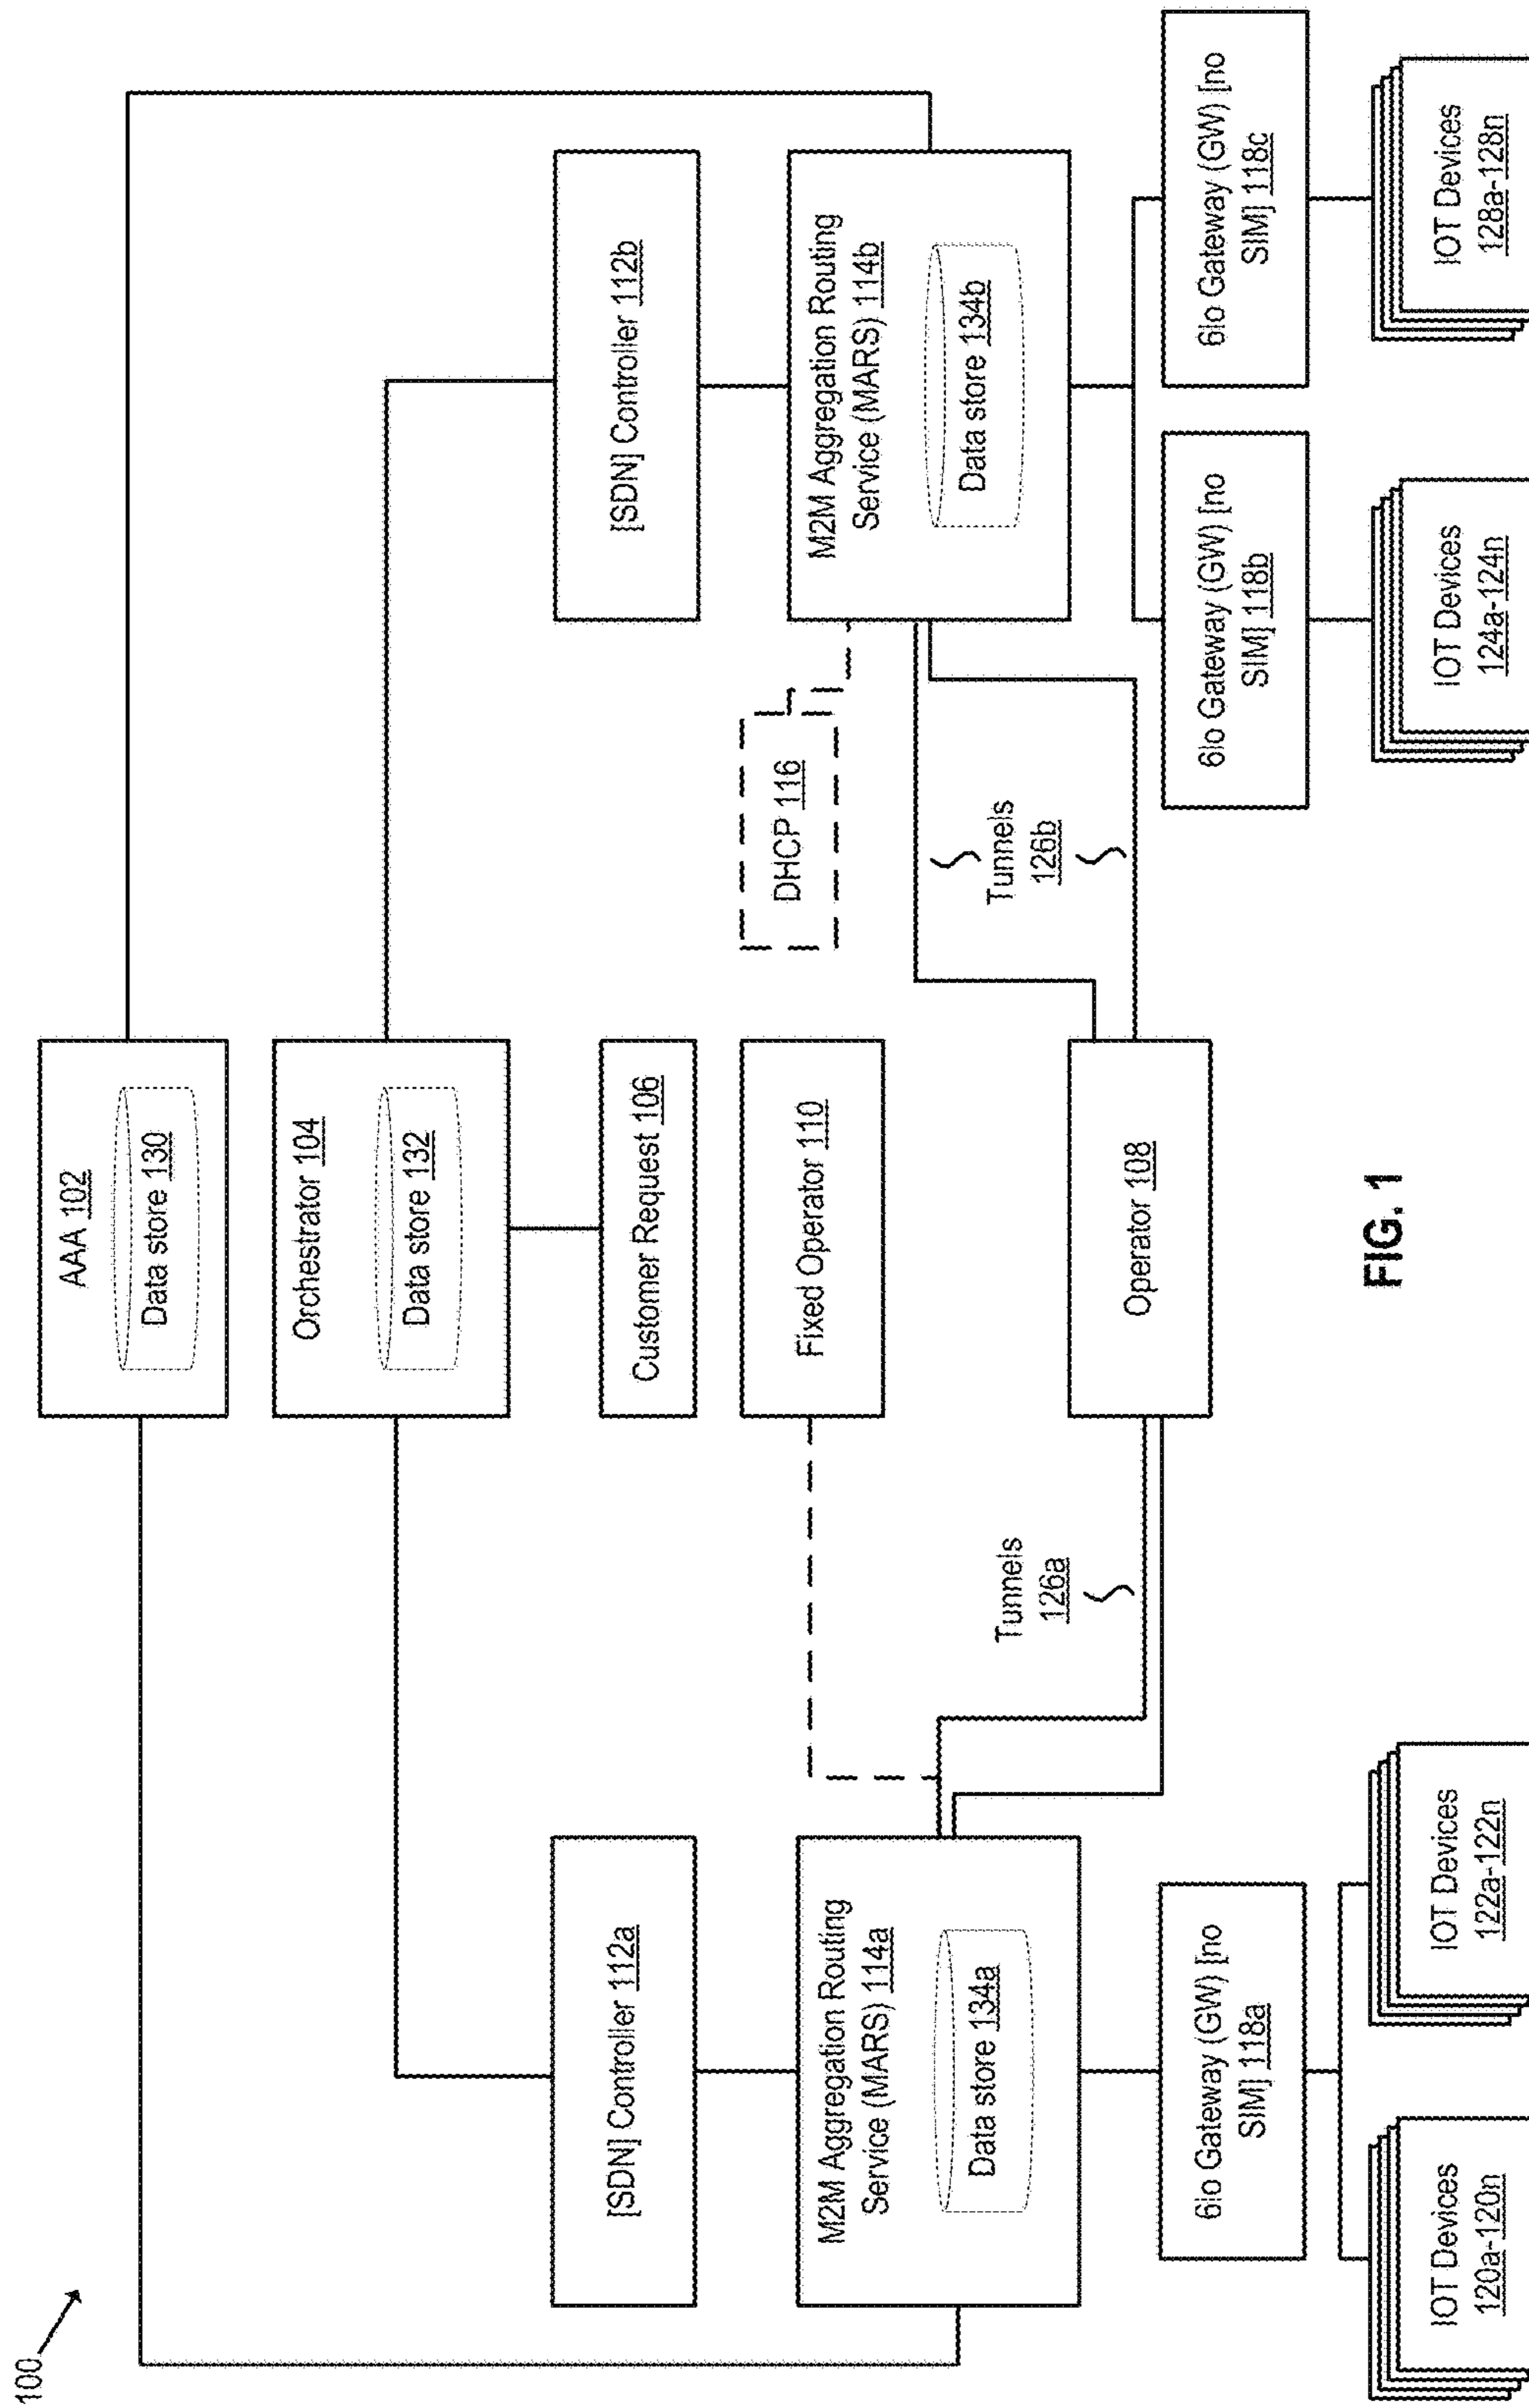 100
AAA 102
Data store 130
Orchestrator 104
Data store 132
Customer Request 106
[SDN] Controller 112a
[SDN] Controller 112b
Fixed Operator 110
DHCP 116
M2M Aggregation Routing
Service (MARS) 114a
Data store 134a
M2M Aggregation Routing
Service (MARS) 114b
Data store 134b
Tunnels
126a
Tunnels
126b
Operator 108
6lo Gateway (GW) [no
SIM] 118a
6lo Gateway (GW) [no
SIM] 118b
6lo Gateway (GW) [no
SIM] 118c
IOT Devices
120a-120n
IOT Devices
122a-122n
IOT Devices
124a-124n
IOT Devices
128a-128n
FIG. 1